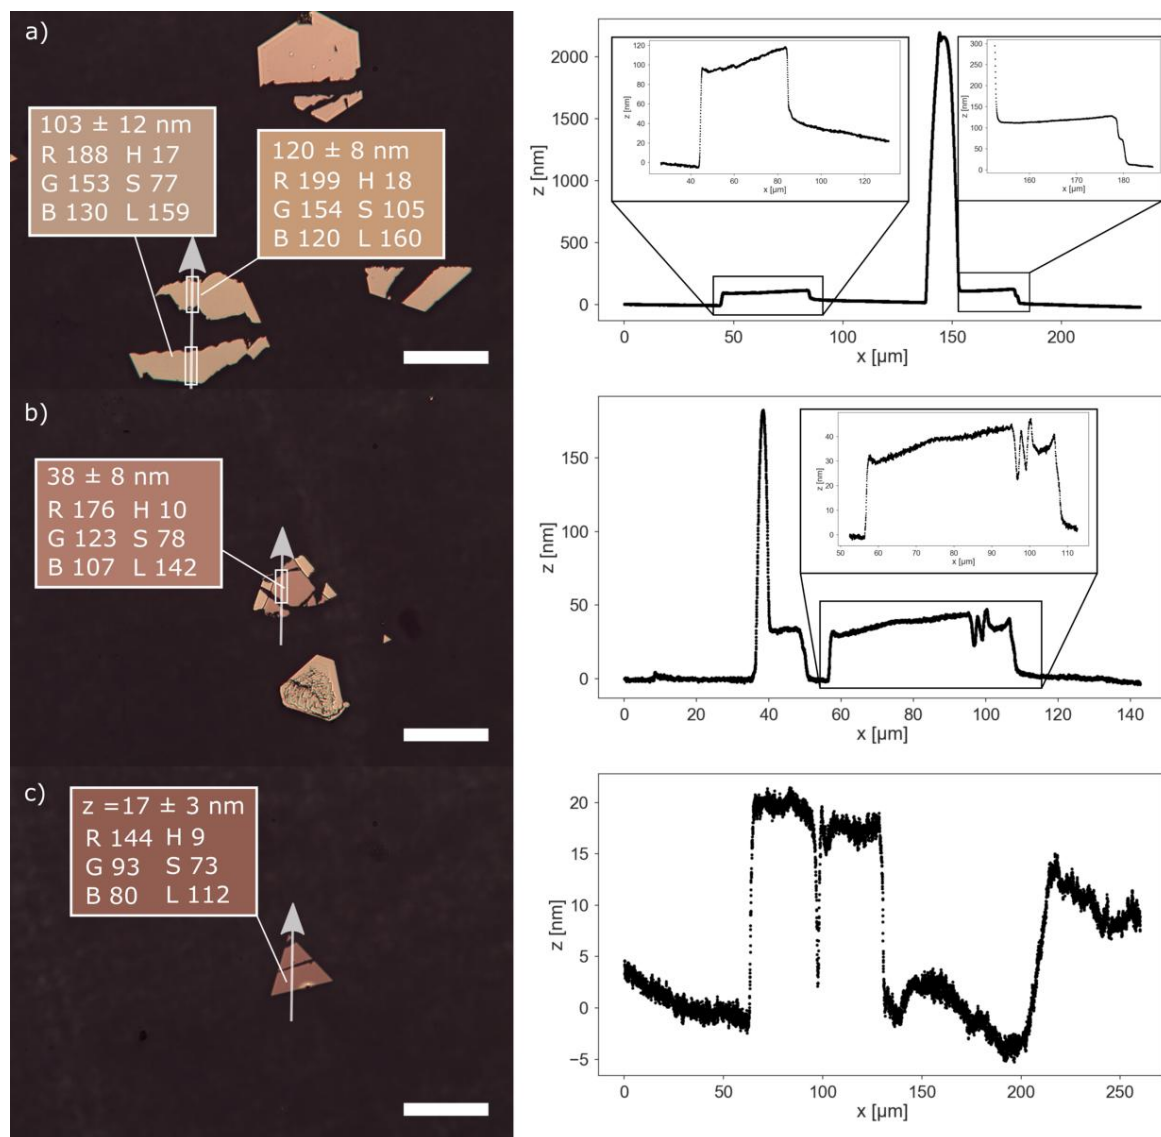 a)
103 ± 12 nm
R 188 H 17
G 153 S 77
B 130 L 159
120 ± 8 nm
R 199 H 18
G 154 S 105
B 120 L 160
z [nm]
2000
1500
1000
500
0
0 50 100 150 200
x [µm]
z [nm]
120
100
80
60
40
20
0
40 60 80 100 120
x [µm]
z [nm]
300
250
200
150
100
50
0
160 170 180
x [µm]
b)
38 ± 8 nm
R 176 H 10
G 123 S 78
B 107 L 142
z [nm]
150
100
50
0
0 20 40 60 80 100 120 140
x [µm]
z [nm]
40
30
20
10
0
50 60 70 80 90 100 110
x [µm]
c)
z =17 ± 3 nm
R 144 H 9
G 93 S 73
B 80 L 112
z [nm]
20
15
10
5
0
−5
0 50 100 150 200 250
x [µm]